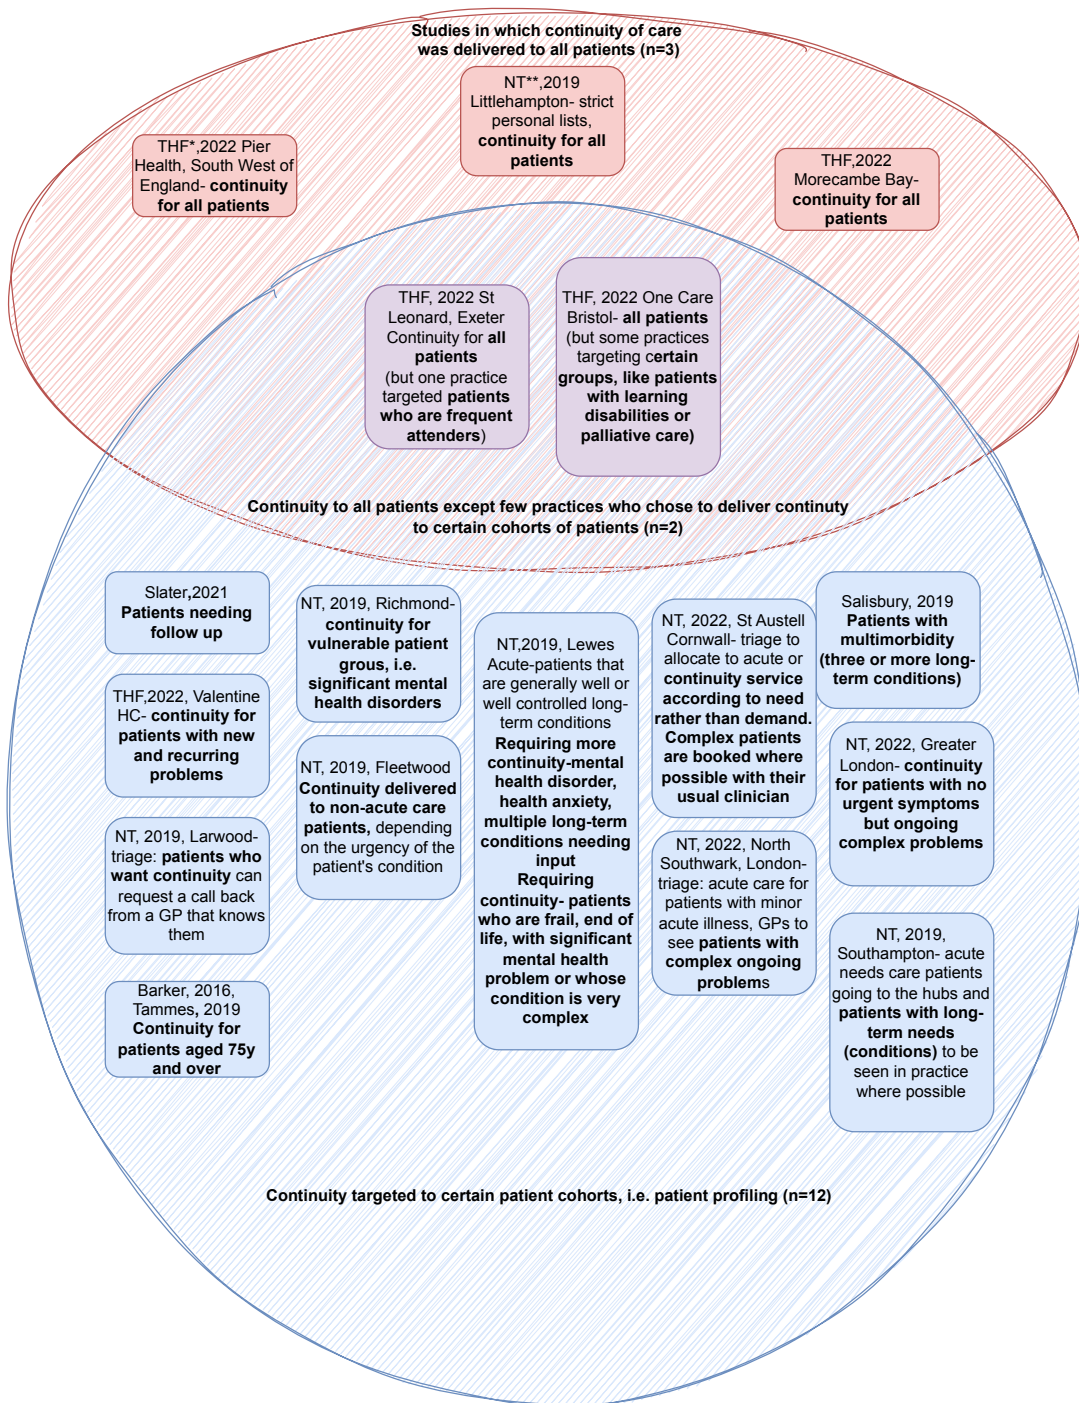 Studies in which continuity of care
was delivered to all patients (n=3)
NT**,2019
Littlehampton- strict
personal lists,
continuity for all
patients
THF*,2022 Pier
Health, South West of
England- continuity
for all patients
THF,2022
Morecambe Bay-
continuity for all
patients
THF, 2022 St
Leonard, Exeter
Continuity for all
patients
(but one practice
targeted patients
who are frequent
attenders)
THF, 2022 One Care
Bristol- all patients
(but some practices
targeting certain
groups, like patients
with learning
disabilities or
palliative care)
Continuity to all patients except few practices who chose to deliver continuty
to certain cohorts of patients (n=2)
Slater,2021
Patients needing
follow up
THF,2022, Valentine
HC- continuity for
patients with new
and recurring
problems
NT, 2019, Larwood-
triage: patients who
want continuity can
request a call back
from a GP that knows
them
Barker, 2016,
Tammes, 2019
Continuity for
patients aged 75y
and over
NT, 2019, Richmond-
continuity for
vulnerable patient
grous, i.e.
significant mental
health disorders
NT, 2019, Fleetwood
Continuity delivered
to non-acute care
patients, depending
on the urgency of the
patient's condition
NT,2019, Lewes
Acute-patients that
are generally well or
well controlled long-
term conditions
Requiring more
continuity-mental
health disorder,
health anxiety,
multiple long-term
conditions needing
input
Requiring
continuity- patients
who are frail, end of
life, with significant
mental health
problem or whose
condition is very
complex
NT, 2022, St Austell
Cornwall- triage to
allocate to acute or
continuity service
according to need
rather than demand.
Complex patients
are booked where
possible with their
usual clinician
NT, 2022, North
Southwark, London-
triage: acute care for
patients with minor
acute illness, GPs to
see patients with
complex ongoing
problems
Salisbury, 2019
Patients with
multimorbidity
(three or more long-
term conditions)
NT, 2022, Greater
London- continuity
for patients with no
urgent symptoms
but ongoing
complex problems
NT, 2019,
Southampton- acute
needs care patients
going to the hubs and
patients with long-
term needs
(conditions) to be
seen in practice
where possible
Continuity targeted to certain patient cohorts, i.e. patient profiling (n=12)